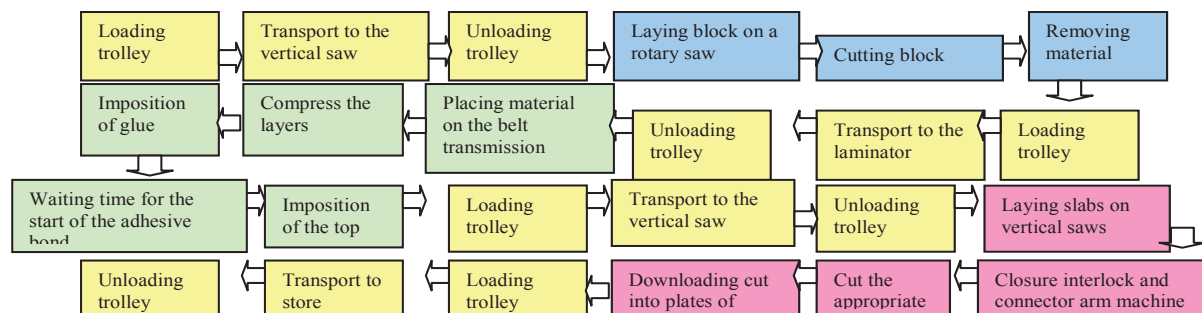 Loading
trolley
Transport to the
vertical saw
Unloading
trolley
Laying block on a
rotary saw
Cutting block
Removing
material
Imposition
of glue
Compress the
layers
Placing material
on the belt
transmission
Unloading
trolley
Transport to the
laminator
Loading
trolley
Waiting time for the
start of the adhesive
bond
Imposition
of the top
Loading
trolley
Transport to the
vertical saw
Unloading
trolley
Laying slabs on
vertical saws
Unloading
trolley
Transport to
store
Loading
trolley
Downloading cut
into plates of
Cut the
appropriate
Closure interlock and
connector arm machine